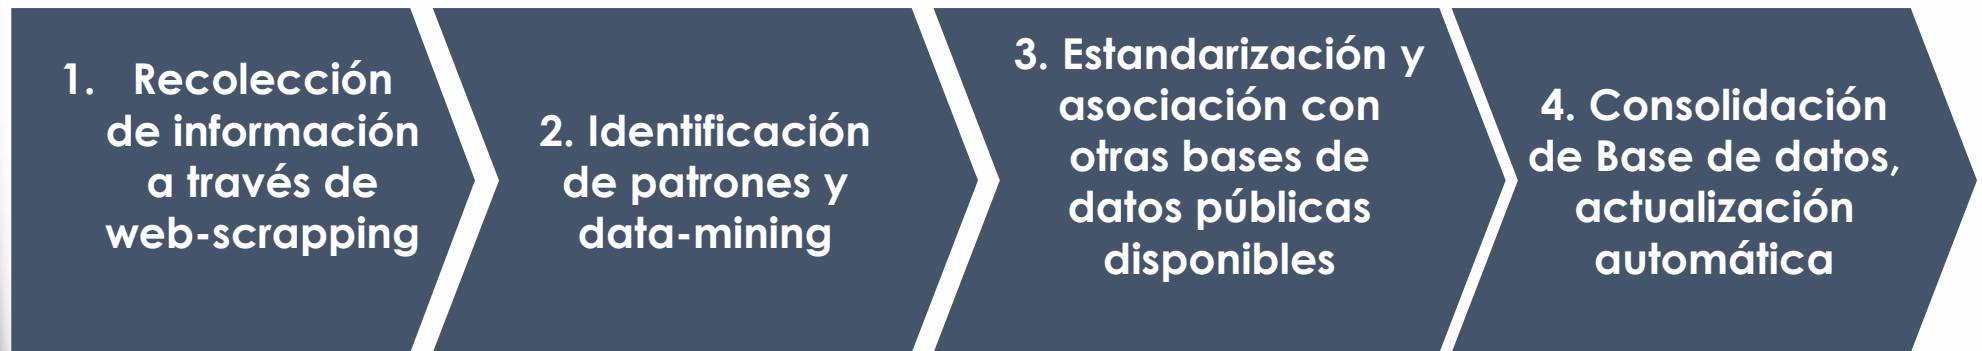 1. Recolección
de información
a través de
web-scrapping
2. Identificación
de patrones y
data-mining
3. Estandarización y
asociación con
otras bases de
datos públicas
disponibles
4. Consolidación
de Base de datos,
actualización
automática